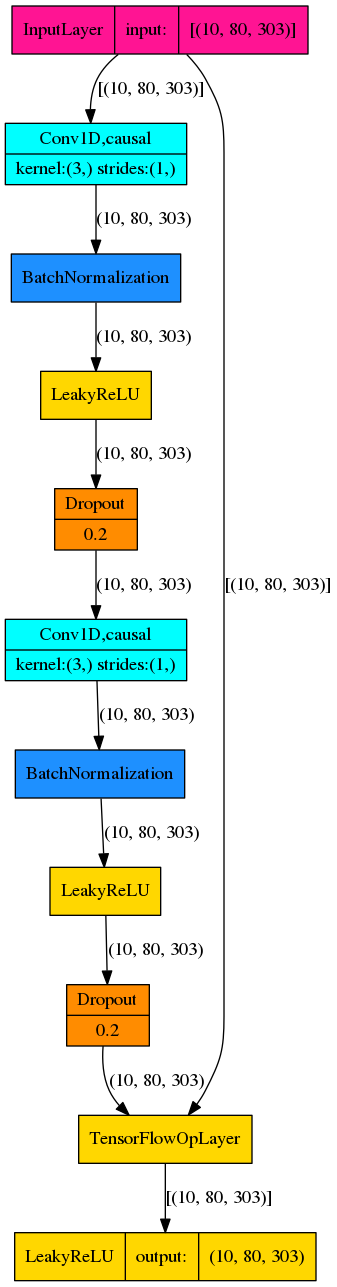 InputLayer input: [(10, 80, 303)]
[(10, 80, 303)]
Conv1D,causal
kernel:(3,) strides:(1,)
(10, 80, 303)
BatchNormalization
(10, 80, 303)
LeakyReLU
(10, 80, 303)
Dropout
0.2
(10, 80, 303)
[(10, 80, 303)]
Conv1D,causal
kernel:(3,) strides:(1,)
(10, 80, 303)
BatchNormalization
(10, 80, 303)
LeakyReLU
(10, 80, 303)
Dropout
0.2
(10, 80, 303)
TensorFlowOpLayer
[(10, 80, 303)]
LeakyReLU output: (10, 80, 303)